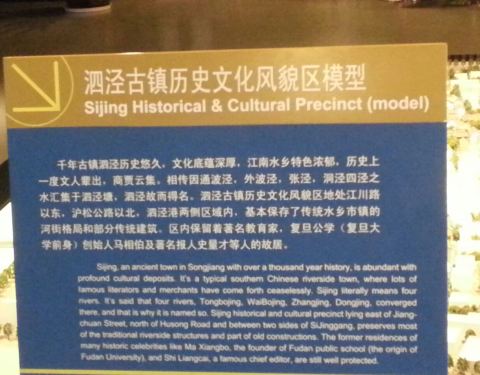 泗泾古镇历史文化风貌区模型
Sijing Historical & Cultural Precinct (model)
千年古镇泗泾历史悠久，文化底蕴深厚，江南水乡特色浓郁，历史上
一度文人辈出，商贾云集。相传因通波泾，外波泾，张泾，洞泾四泾之
水汇集于泗泾塘，泗泾故而得名。泗泾古镇历史文化风貌区地处江川路
以东，沪松公路以北，泗泾港两侧区域内，基本保存了传统水乡市镇的
河街格局和部分传统建筑。区内保留着著名教育家，复旦公学（复旦大
学前身）创始人马相伯及著名报人史量才等人的故居。
Sijing, an ancient town in Songjiang with over a thousand year history, is abundant with
profound cultural deposits. It's a typical southern Chinese riverside town, where lots of
famous literators and merchants have come forth ceaselessly. Sijing literally means four
rivers. It's said that four rivers, Tongbojing, WaiBojing, Zhangjing, Dongjing, converged
there, and that is why it is named so. Sijing historical and cultural precinct lying east of Jiang-
chuan Street, north of Husong Road and between two sides of SiJinggang, preserves most
of the traditional riverside structures and part of old constructions. The former residences of
many historic celebrities like Ma Xiangbo, the founder of Fudan public school (the origin of
Fudan University), and Shi Liangcai, a famous chief editor, are still well protected.